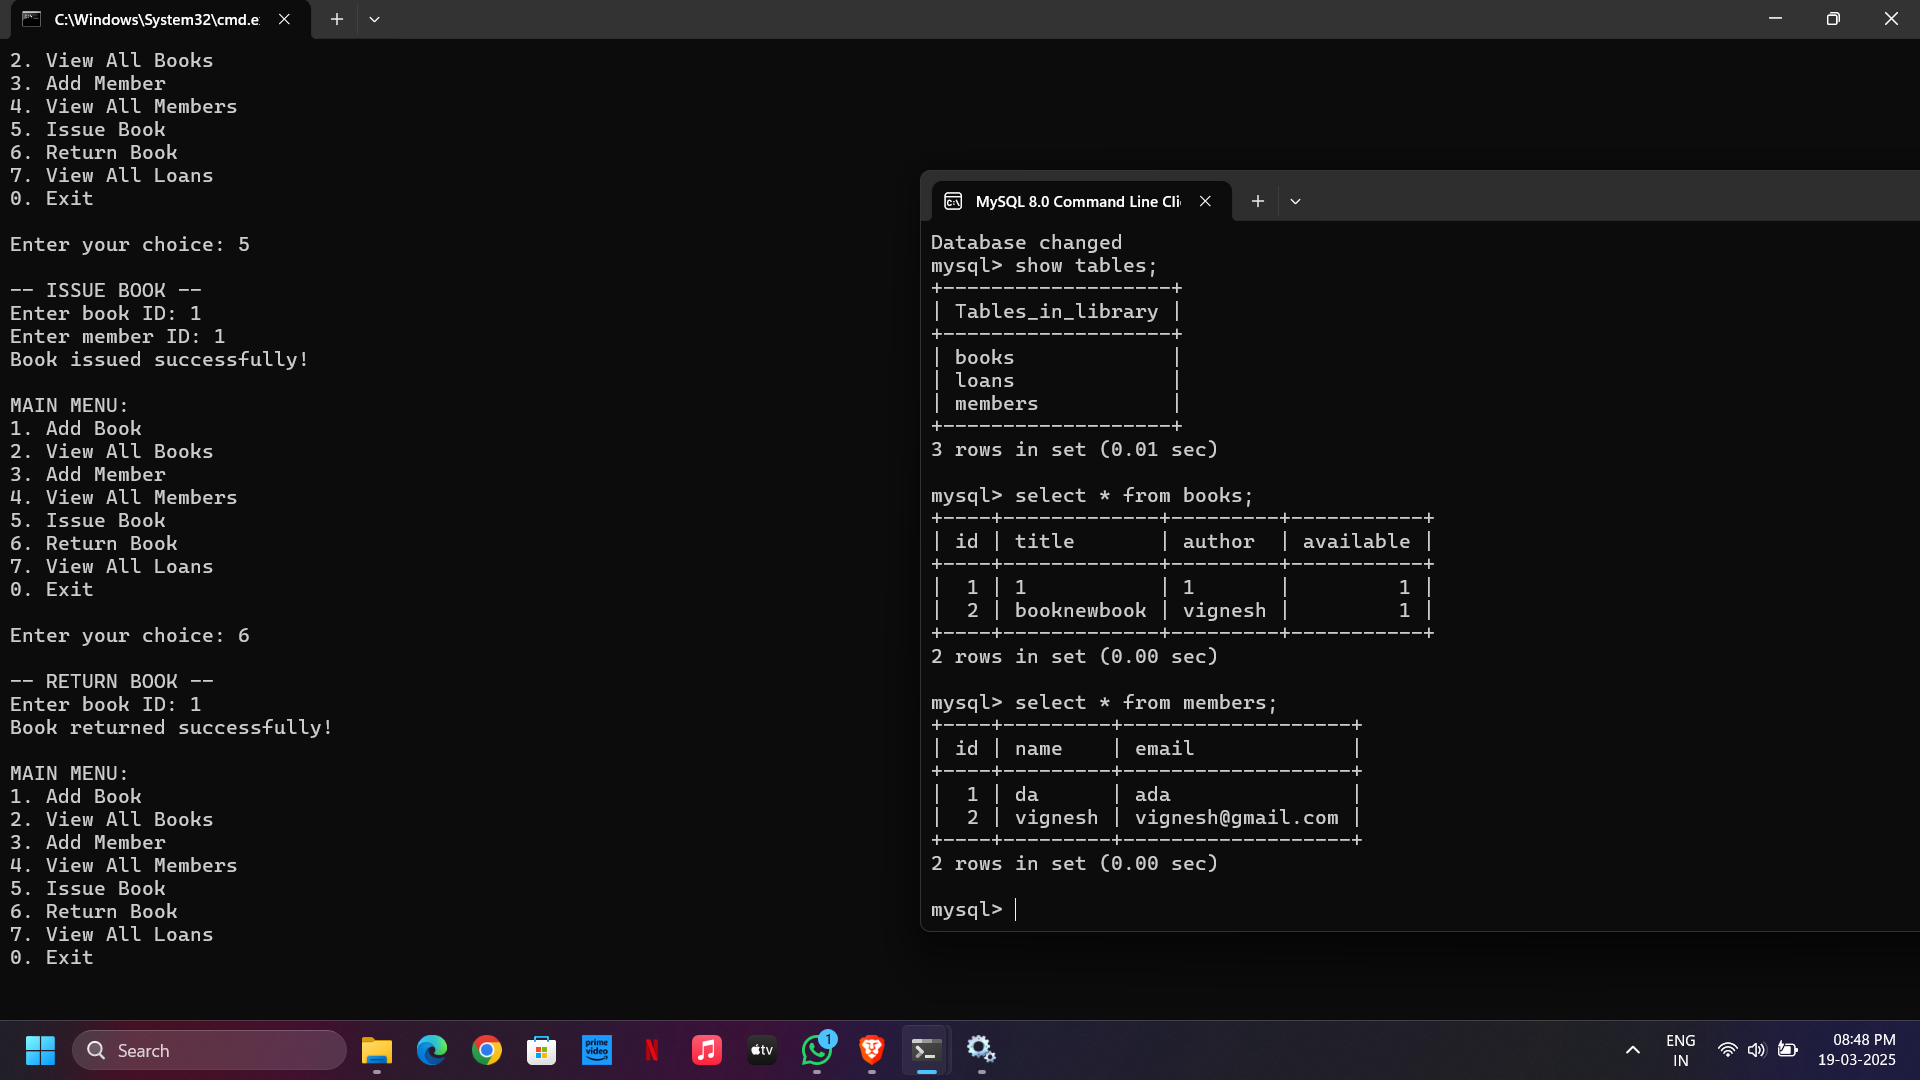 C:\Windows\System32\cmd.e
2. View All Books
3. Add Member
4. View All Members
5. Issue Book
6. Return Book
7. View All Loans
0. Exit
Enter your choice: 5
-- ISSUE BOOK --
Enter book ID: 1
Enter member ID: 1
Book issued successfully!
MAIN MENU:
1. Add Book
2. View All Books
3. Add Member
4. View All Members
5. Issue Book
6. Return Book
7. View All Loans
0. Exit
Enter your choice: 6
-- RETURN BOOK --
Enter book ID: 1
Book returned successfully!
MAIN MENU:
1. Add Book
2. View All Books
3. Add Member
4. View All Members
5. Issue Book
6. Return Book
7. View All Loans
0. Exit
MySQL 8.0 Command Line Cli
Database changed
mysql> show tables;
+-------------------+
| Tables_in_library |
+-------------------+
| books             |
| loans             |
| members           |
+-------------------+
3 rows in set (0.01 sec)
mysql> select * from books;
+----+-------------+---------+-----------+
| id | title       | author  | available |
+----+-------------+---------+-----------+
|  1 | 1           | 1       |         1 |
|  2 | booknewbook | vignesh |         1 |
+----+-------------+---------+-----------+
2 rows in set (0.00 sec)
mysql> select * from members;
+----+---------+-------------------+
| id | name    | email             |
+----+---------+-------------------+
|  1 | da      | ada               |
|  2 | vignesh | vignesh@gmail.com |
+----+---------+-------------------+
2 rows in set (0.00 sec)
mysql>
Search
prime video
N
tv
1
ENG
IN
08:48 PM
19-03-2025